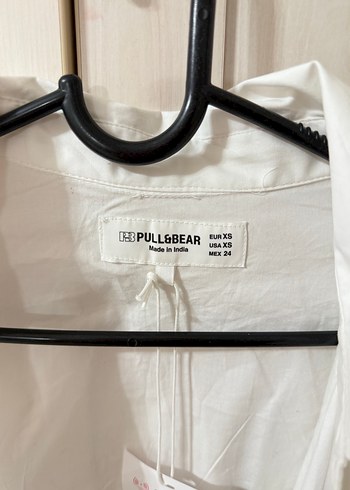 PULL&BEAR
Made in India
EUR XS
USA XS
MEX 24